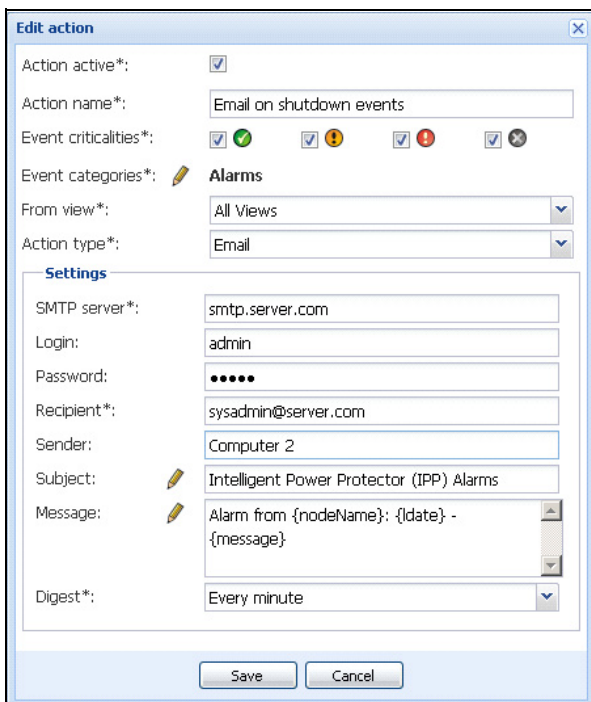 Edit action
Action active*:
Action name*: Email on shutdown events
Event criticalities*:
Event categories*: Alarms
From view*: All Views
Action type*: Email
Settings
SMTP server*: smtp.server.com
Login: admin
Password: •••••
Recipient*: sysadmin@server.com
Sender: Computer 2
Subject: Intelligent Power Protector (IPP) Alarms
Message: Alarm from {nodeName}: {ldate} -
{message}
Digest*: Every minute
Save Cancel